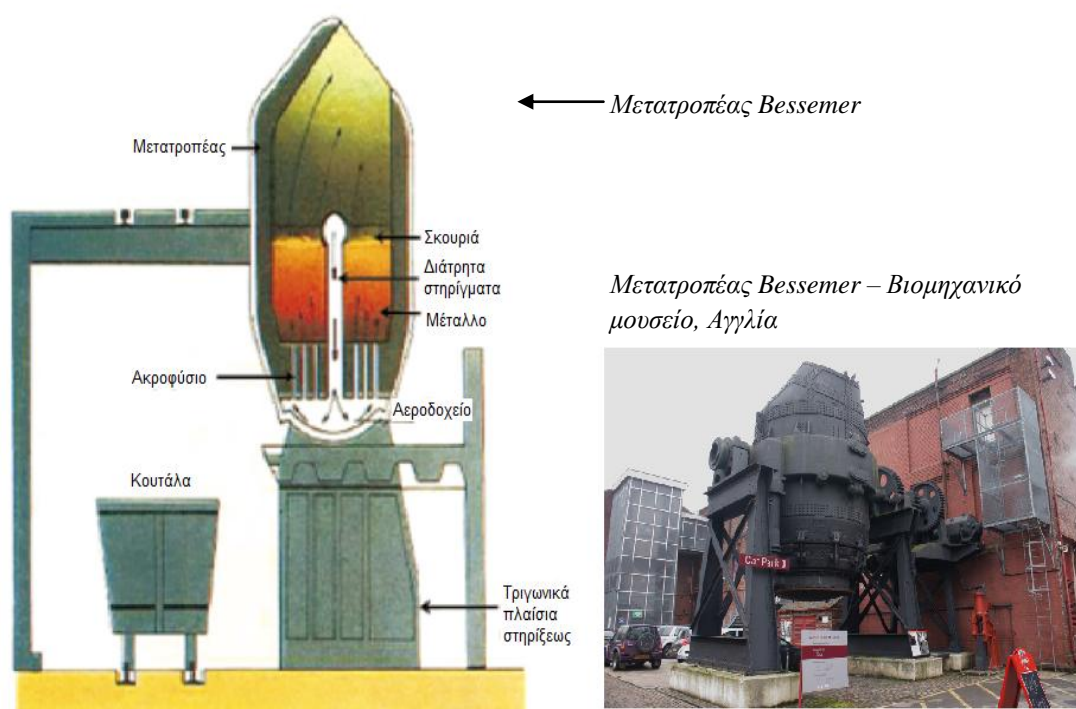 Μετατροπέας Bessemer
Μετατροπέας
Σκουριά
Διάτρητα
στηρίγματα
Μέταλλο
Ακροφύσιο
Αεροδοχείο
Κουτάλα
Τριγωνικά
πλαίσια
στηρίξεως
Μετατροπέας Bessemer – Βιομηχανικό
μουσείο, Αγγλία
Car Park